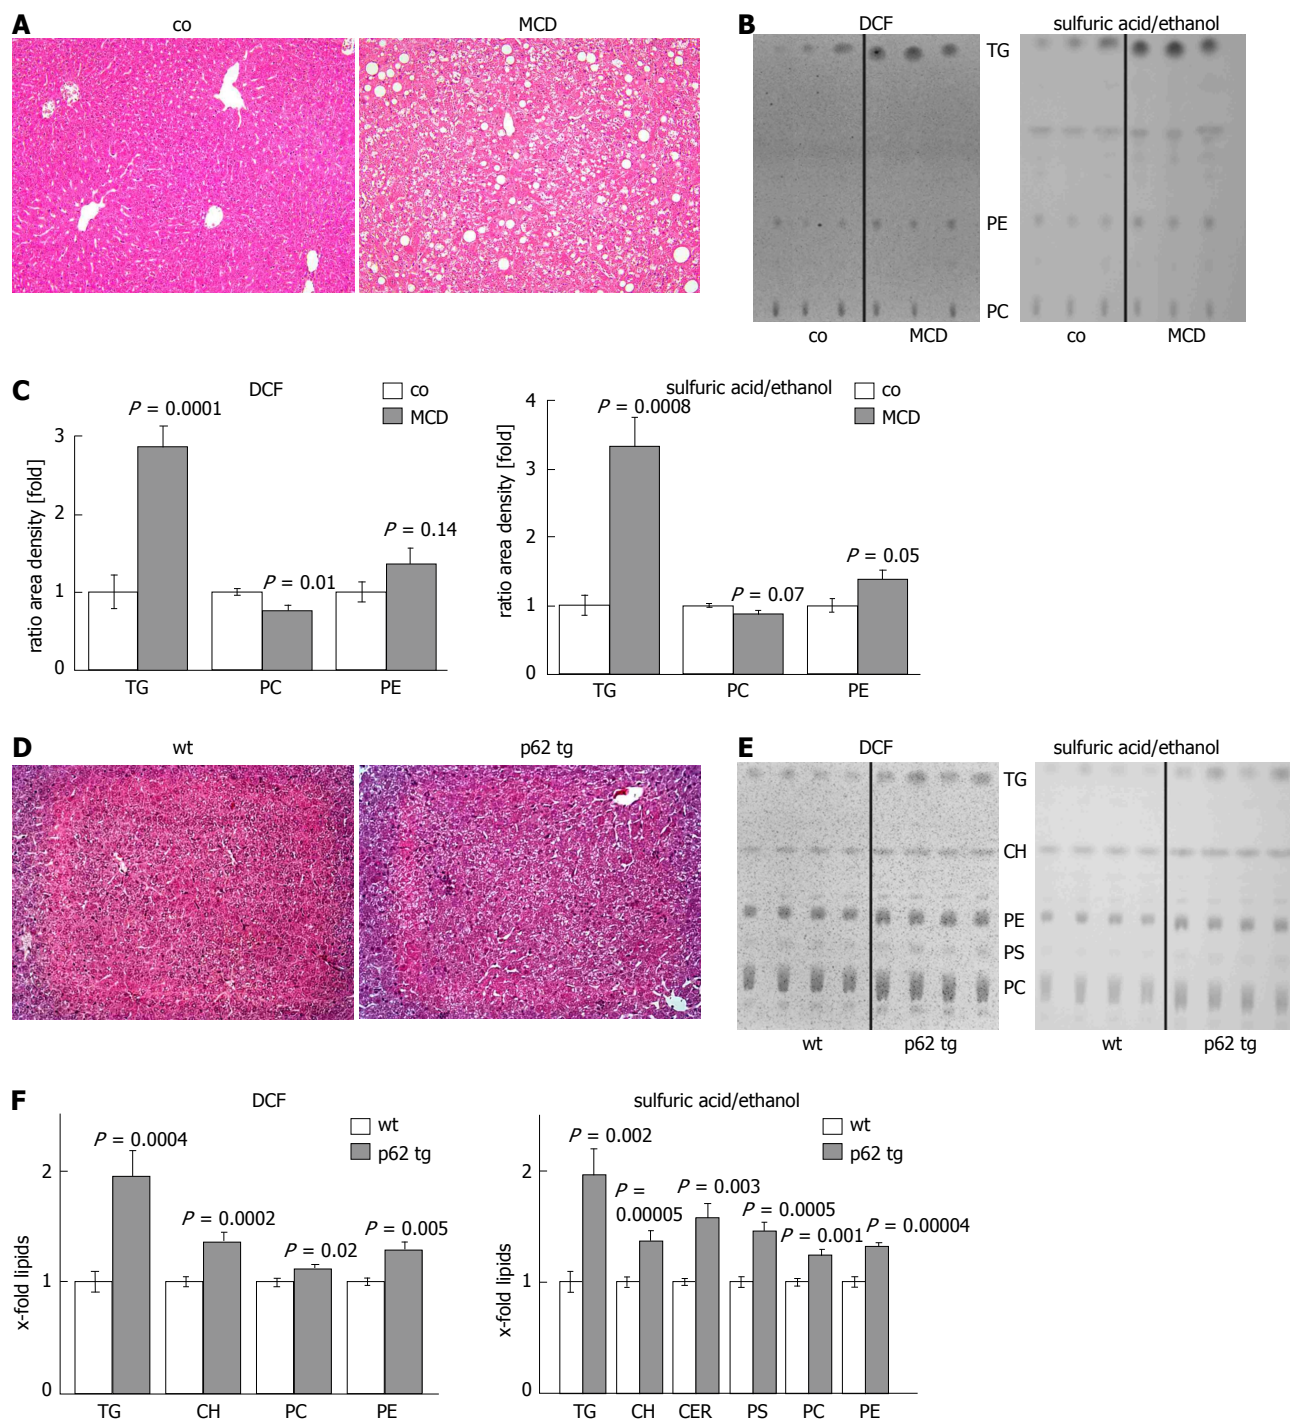 A
co
MCD
B
DCF
sulfuric acid/ethanol
TG
PE
PC
co
MCD
co
MCD
C
DCF
co
MCD
P = 0.0001
P = 0.01
P = 0.14
ratio area density [fold]
3
2
1
0
TG
PC
PE
sulfuric acid/ethanol
co
MCD
P = 0.0008
P = 0.07
P = 0.05
ratio area density [fold]
4
3
2
1
0
TG
PC
PE
D
wt
p62 tg
E
DCF
sulfuric acid/ethanol
TG
CH
PE
PS
PC
wt
p62 tg
wt
p62 tg
F
DCF
wt
p62 tg
P = 0.0004
P = 0.0002
P = 0.02
P = 0.005
x-fold lipids
2
1
0
TG
CH
PC
PE
sulfuric acid/ethanol
wt
p62 tg
P = 0.002
P =
0.00005
P = 0.003
P = 0.0005
P = 0.001
P = 0.00004
x-fold lipids
2
1
0
TG
CH
CER
PS
PC
PE